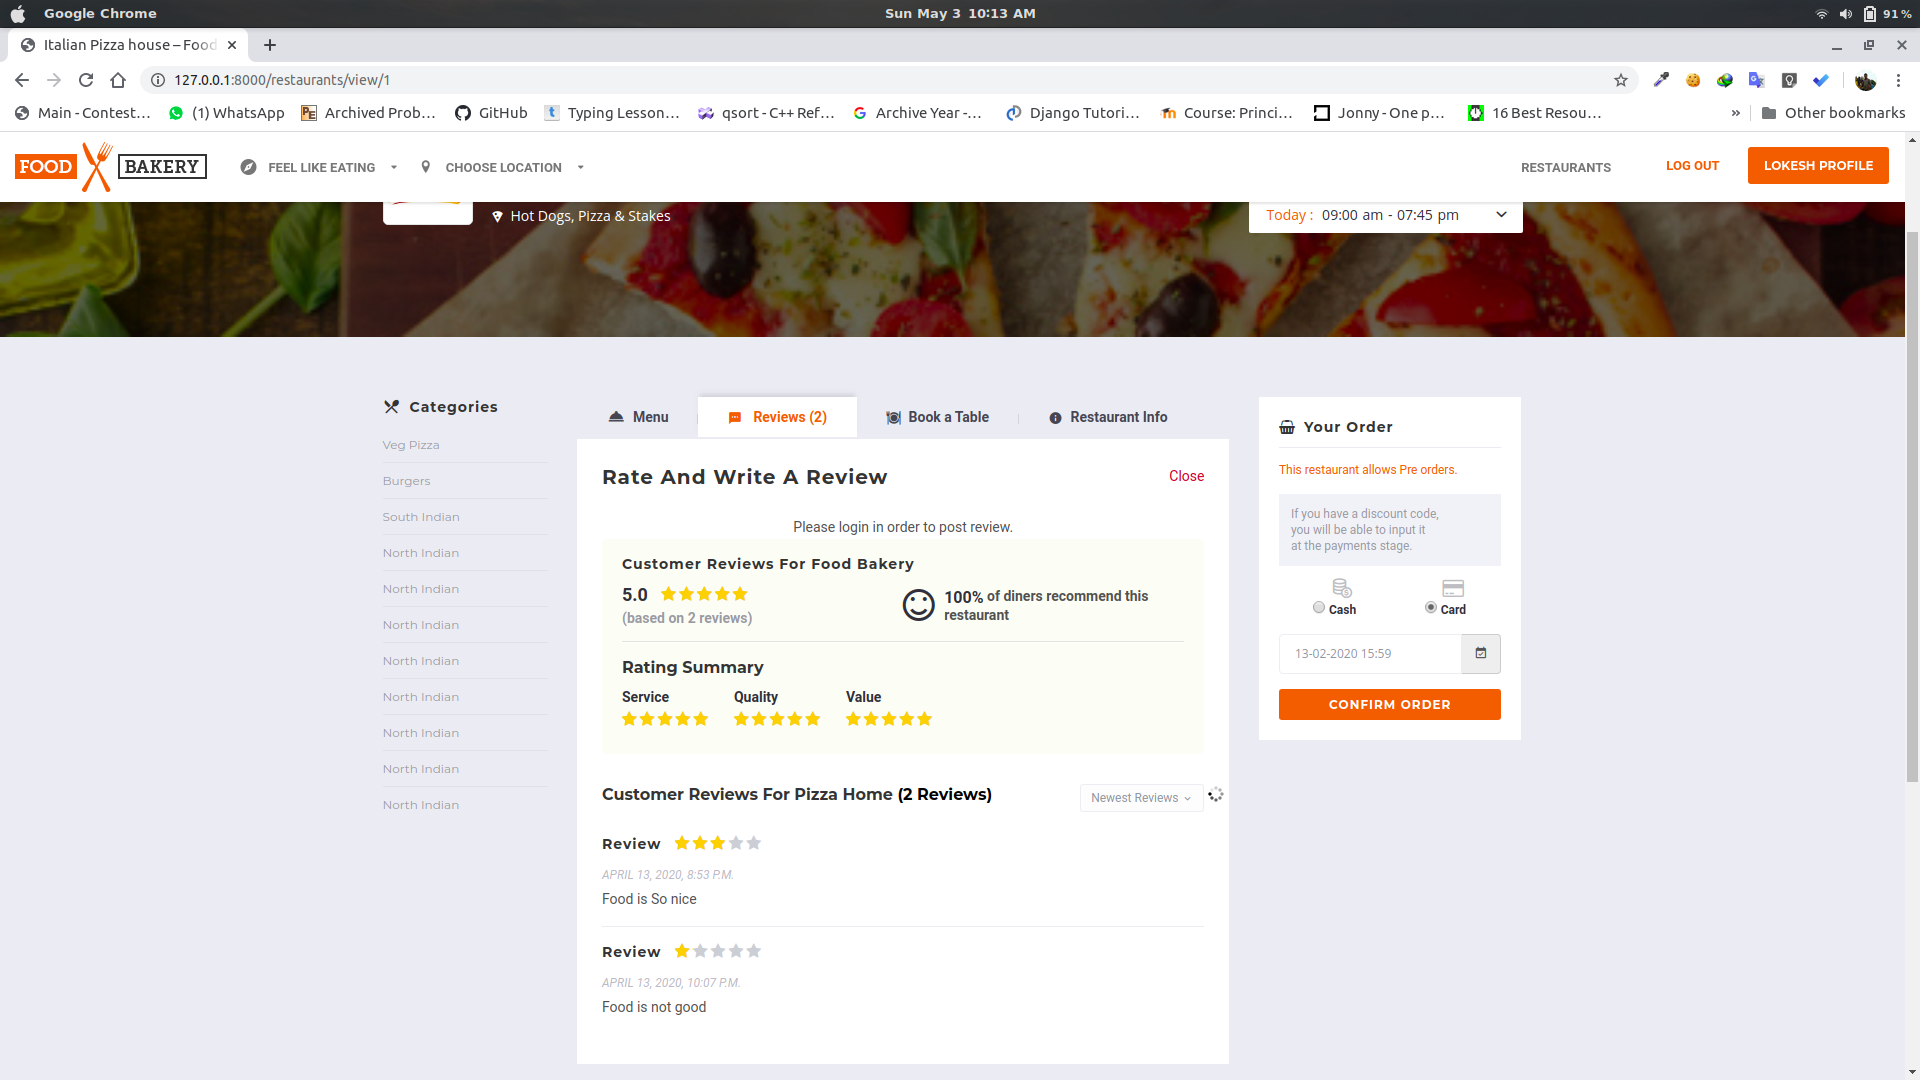 Google Chrome
Sun May 3 10:13 AM
91%
Italian Pizza house – Food
127.0.0.1:8000/restaurants/view/1
Main - Contest…
(1) WhatsApp
Archived Prob…
GitHub
Typing Lesson…
qsort - C++ Ref…
Archive Year -…
Django Tutori…
Course: Princi…
Jonny - One p…
16 Best Resou…
»
Other bookmarks
FOOD BAKERY
FEEL LIKE EATING
CHOOSE LOCATION
RESTAURANTS
LOG OUT
LOKESH PROFILE
Hot Dogs, Pizza & Stakes
Today : 09:00 am - 07:45 pm
Categories
Veg Pizza
Burgers
South Indian
North Indian
North Indian
North Indian
North Indian
North Indian
North Indian
North Indian
North Indian
Menu
Reviews (2)
Book a Table
Restaurant Info
Rate And Write A Review
Close
Please login in order to post review.
Customer Reviews For Food Bakery
5.0
(based on 2 reviews)
100% of diners recommend this
restaurant
Rating Summary
Service
Quality
Value
Customer Reviews For Pizza Home (2 Reviews)
Newest Reviews
Review
APRIL 13, 2020, 8:53 P.M.
Food is So nice
Review
APRIL 13, 2020, 10:07 P.M.
Food is not good
Your Order
This restaurant allows Pre orders.
If you have a discount code,
you will be able to input it
at the payments stage.
Cash
Card
13-02-2020 15:59
CONFIRM ORDER